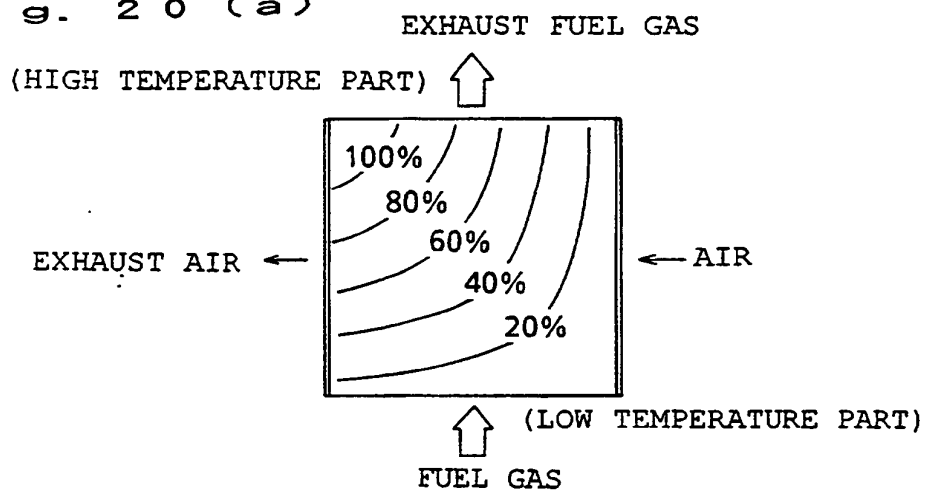 g. 20 (a)
EXHAUST FUEL GAS
(HIGH TEMPERATURE PART)
100%
80%
60%
EXHAUST AIR
AIR
40%
20%
(LOW TEMPERATURE PART)
FUEL GAS